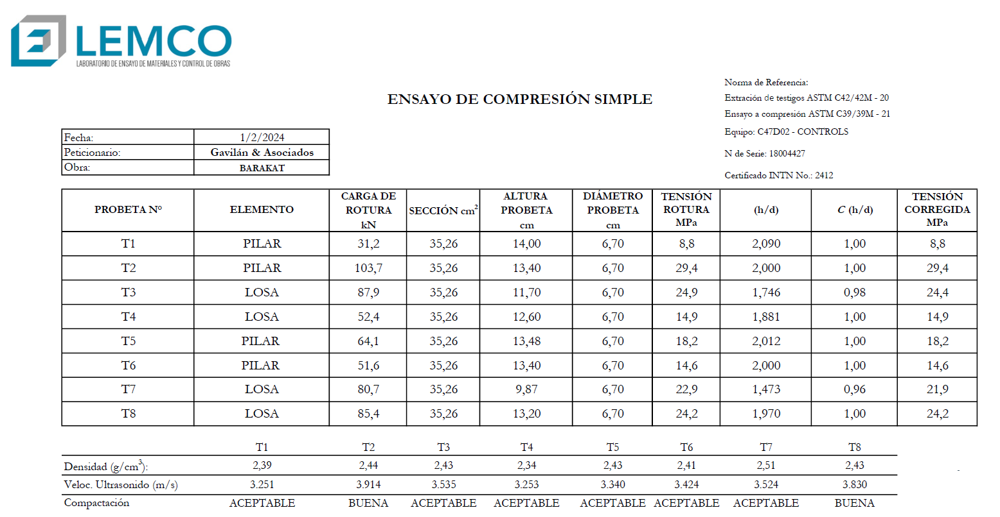 LEMCO
LABORATORIO DE ENSAYO DE MATERIALES Y CONTROL DE OBRAS
ENSAYO DE COMPRESIÓN SIMPLE
Norma de Referencia:
Extración de testigos ASTM C42/42M - 20
Ensayo a compresión ASTM C39/39M - 21
Equipo: C47D02 - CONTROLS
N de Serie: 18004427
Certificado INTN No.: 2412
Fecha: 1/2/2024
Peticionario: Gavilán & Asociados
Obra: BARAKAT
PROBETA N° ELEMENTO CARGA DE ROTURA kN SECCIÓN cm² ALTURA PROBETA cm DIÁMETRO PROBETA cm TENSIÓN ROTURA MPa (h/d) C (h/d) TENSIÓN CORREGIDA MPa
T1 PILAR 31,2 35,26 14,00 6,70 8,8 2,090 1,00 8,8
T2 PILAR 103,7 35,26 13,40 6,70 29,4 2,000 1,00 29,4
T3 LOSA 87,9 35,26 11,70 6,70 24,9 1,746 0,98 24,4
T4 LOSA 52,4 35,26 12,60 6,70 14,9 1,881 1,00 14,9
T5 PILAR 64,1 35,26 13,48 6,70 18,2 2,012 1,00 18,2
T6 PILAR 51,6 35,26 13,40 6,70 14,6 2,000 1,00 14,6
T7 LOSA 80,7 35,26 9,87 6,70 22,9 1,473 0,96 21,9
T8 LOSA 85,4 35,26 13,20 6,70 24,2 1,970 1,00 24,2
T1 T2 T3 T4 T5 T6 T7 T8
Densidad (g/cm³): 2,39 2,44 2,43 2,34 2,43 2,41 2,51 2,43
Veloc. Ultrasonido (m/s) 3.251 3.914 3.535 3.253 3.340 3.424 3.524 3.830
Compactación ACEPTABLE BUENA ACEPTABLE ACEPTABLE ACEPTABLE ACEPTABLE ACEPTABLE BUENA